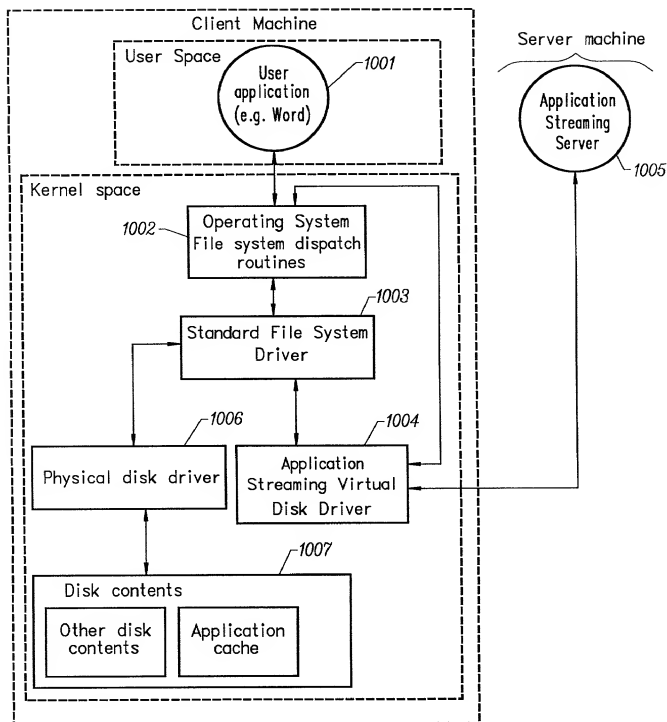 Client Machine
User Space
User
application
(e.g. Word)
1001
Server machine
Application
Streaming
Server
1005
Kernel space
1002
Operating System
File system dispatch
routines
1003
Standard File System
Driver
1006
Physical disk driver
1004
Application
Streaming Virtual
Disk Driver
1007
Disk contents
Other disk
contents
Application
cache